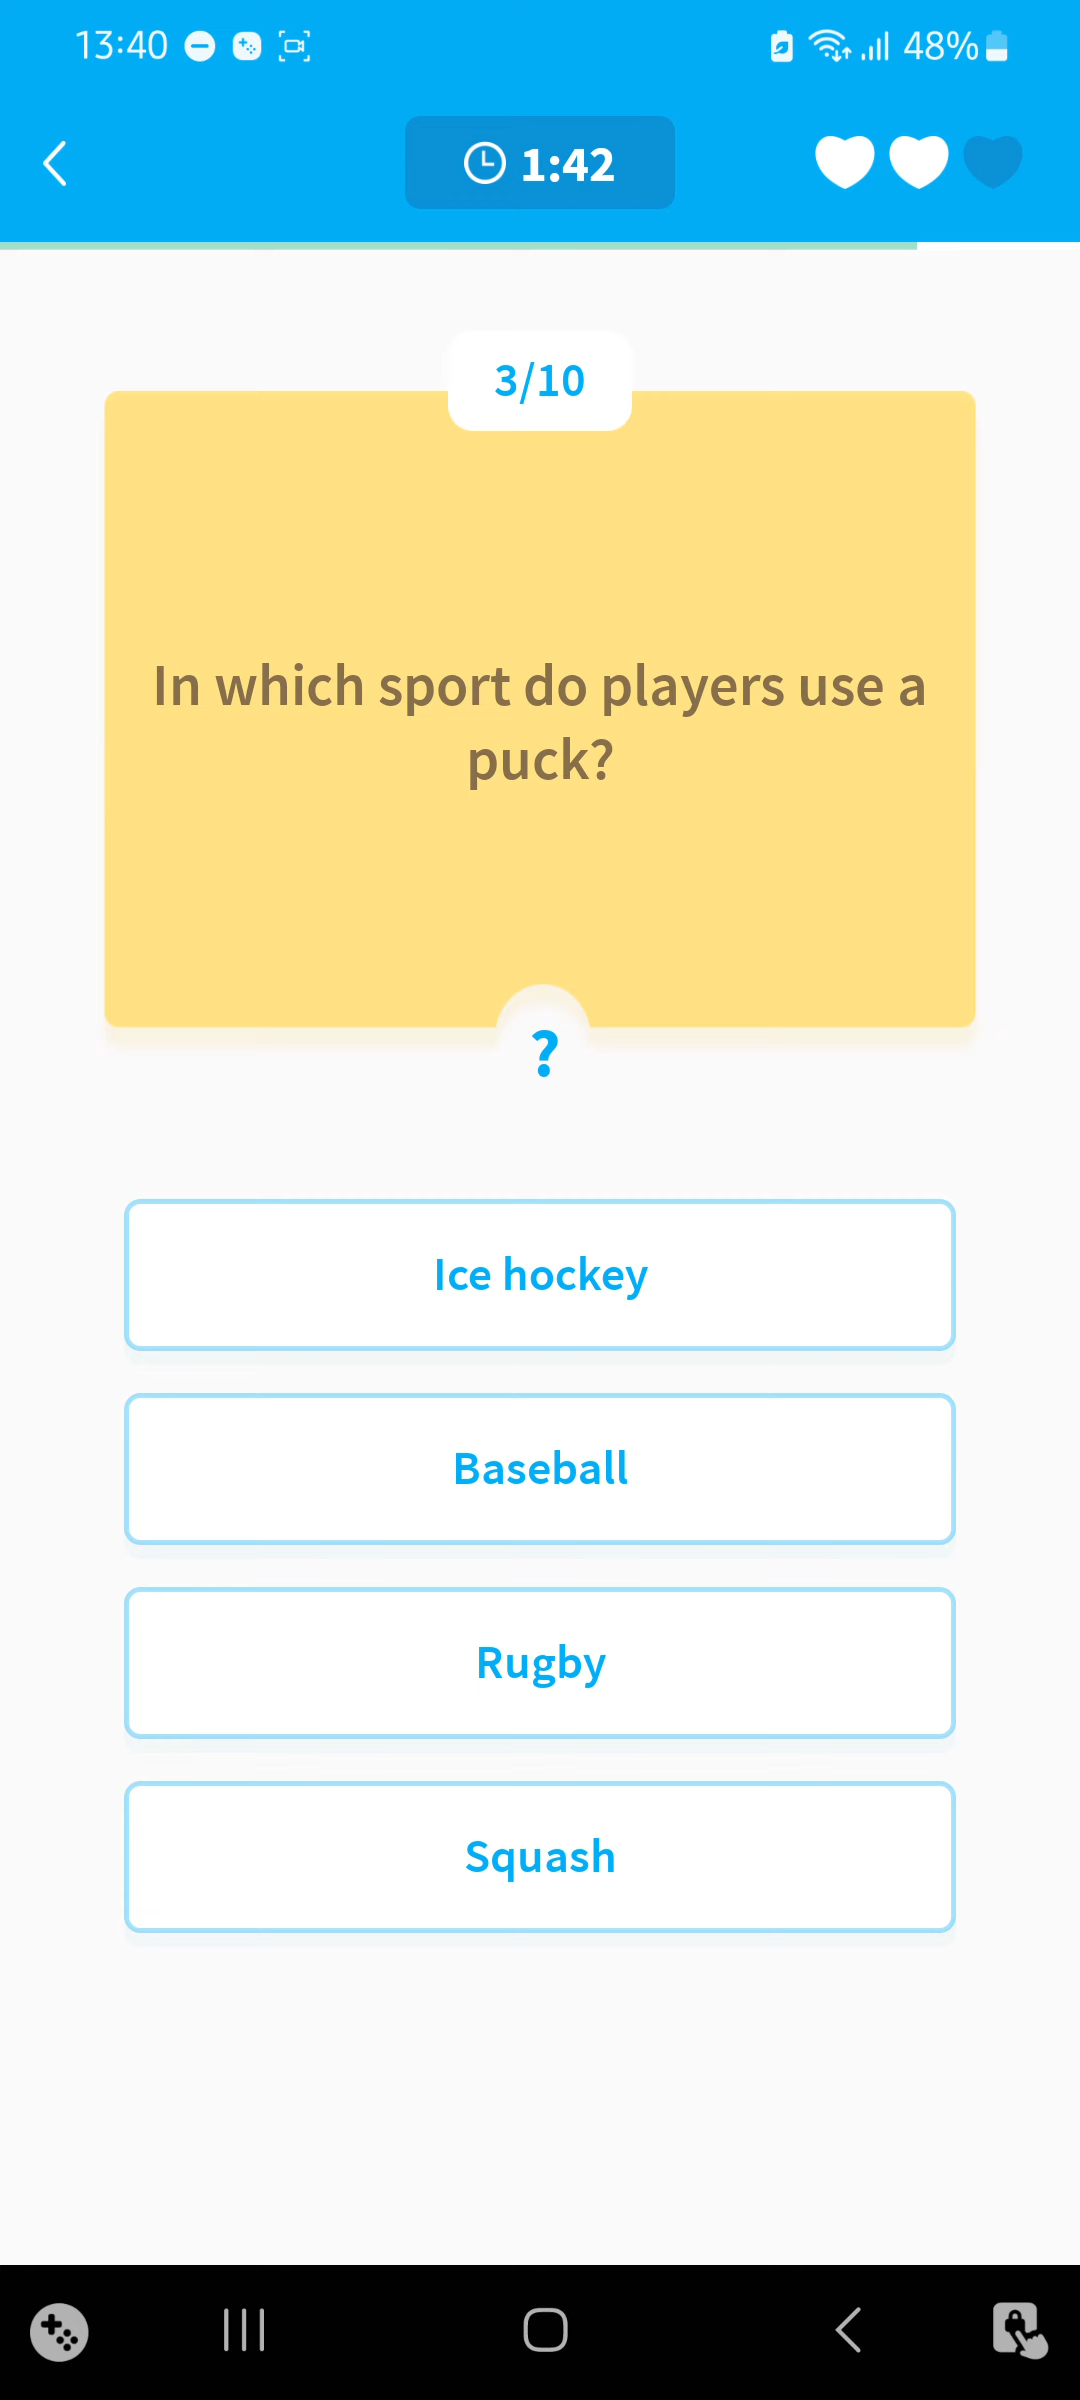 13:40
48%
1:42
3/10
In which sport do players use a
puck?
?
Ice hockey
Baseball
Rugby
Squash